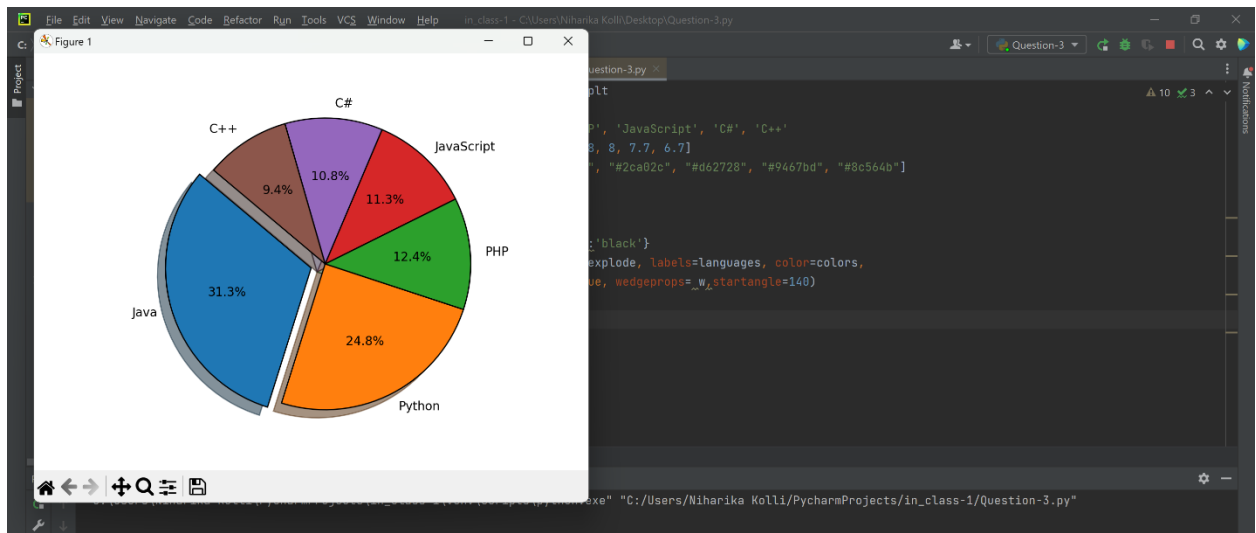 File Edit View Navigate Code Refactor Run Tools VCS Window Help in_class-1 - C:\Users\Niharika Kolli\Desktop\Question-3.py
Figure 1
Question-3
uestion-3.py
Project
Notifications
plt
10 3
P', 'JavaScript', 'C#', 'C++'
8, 8, 7.7, 6.7]
", "#2ca02c", "#d62728", "#9467bd", "#8c564b"]
:'black'}
explode, labels=languages, color=colors,
ue, wedgeprops=_w,startangle=140)
C#
C++
JavaScript
10.8%
9.4%
11.3%
PHP
12.4%
31.3%
Java
24.8%
Python
"C:/Users/Niharika Kolli/PycharmProjects/in_class-1/Question-3.py"